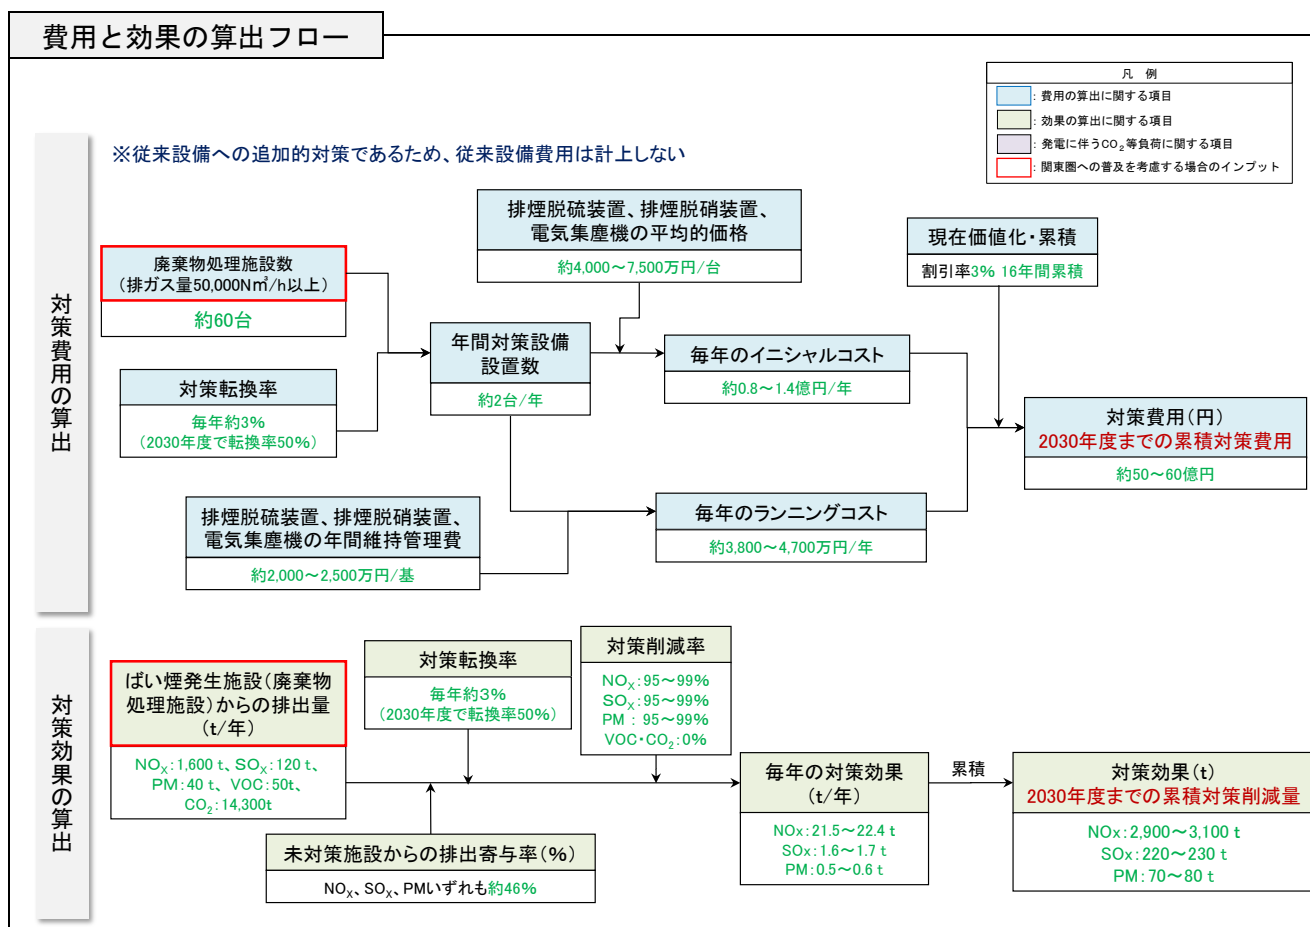 費用と効果の算出フロー
凡 例
: 費用の算出に関する項目
: 効果の算出に関する項目
: 発電に伴うCO₂等負荷に関する項目
: 関東圏への普及を考慮する場合のインプット
対策費用の算出
※従来設備への追加的対策であるため、従来設備費用は計上しない
廃棄物処理施設数
(排ガス量50,000N㎥/h以上)
約60台
対策転換率
毎年約3%
(2030年度で転換率50%)
年間対策設備
設置数
約2台/年
排煙脱硫装置、排煙脱硝装置、
電気集塵機の平均的価格
約4,000～7,500万円/台
毎年のイニシャルコスト
約0.8～1.4億円/年
現在価値化・累積
割引率3% 16年間累積
排煙脱硫装置、排煙脱硝装置、
電気集塵機の年間維持管理費
約2,000～2,500万円/基
毎年のランニングコスト
約3,800～4,700万円/年
対策費用(円)
2030年度までの累積対策費用
約50～60億円
対策効果の算出
ばい煙発生施設(廃棄物
処理施設)からの排出量
(t/年)
NOX:1,600 t、SOX:120 t、
PM:40 t、VOC:50t、
CO₂:14,300t
対策転換率
毎年約3%
(2030年度で転換率50%)
未対策施設からの排出寄与率(%)
NOX、SOX、PMいずれも約46%
対策削減率
NOX:95～99%
SOX:95～99%
PM : 95～99%
VOC・CO₂:0%
毎年の対策効果
(t/年)
NOx:21.5～22.4 t
SOx:1.6～1.7 t
PM:0.5～0.6 t
累積
対策効果(t)
2030年度までの累積対策削減量
NOx:2,900～3,100 t
SOx:220～230 t
PM:70～80 t